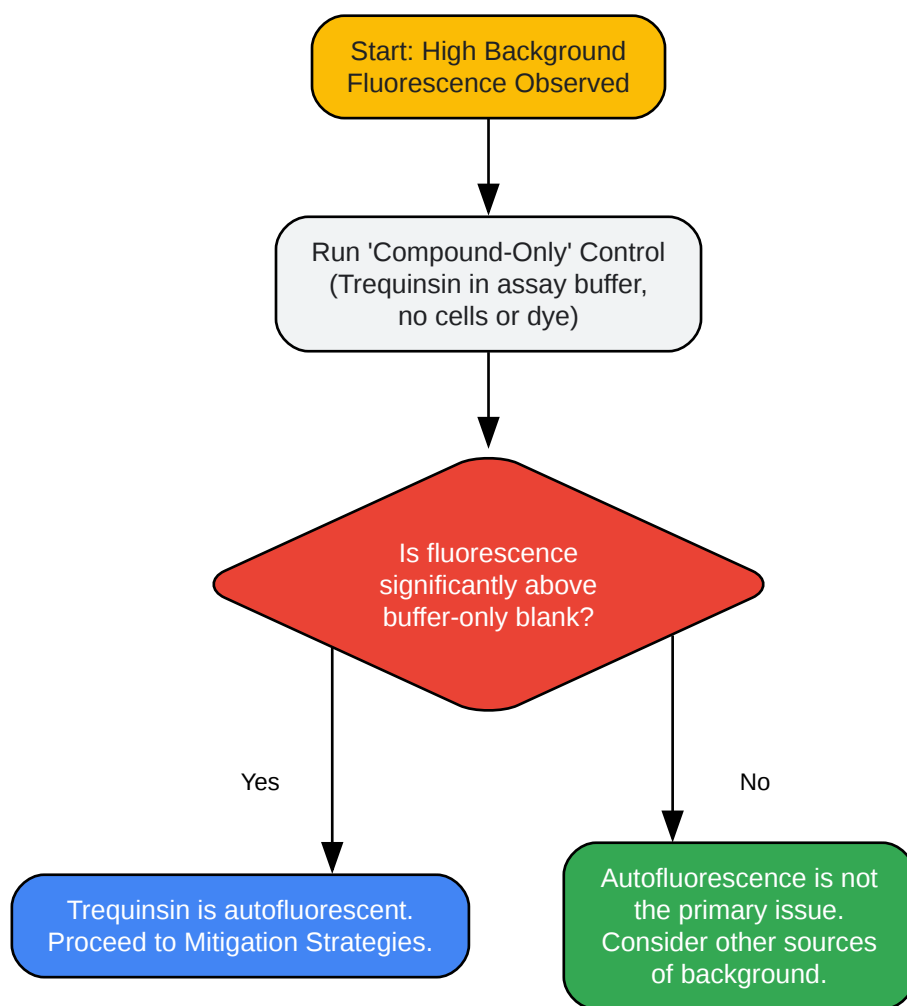 Start: High Background
Fluorescence Observed
Run 'Compound-Only' Control
(Trequinsin in assay buffer,
no cells or dye)
Is fluorescence
significantly above
buffer-only blank?
Yes
No
Trequinsin is autofluorescent.
Proceed to Mitigation Strategies.
Autofluorescence is not
the primary issue.
Consider other sources
of background.